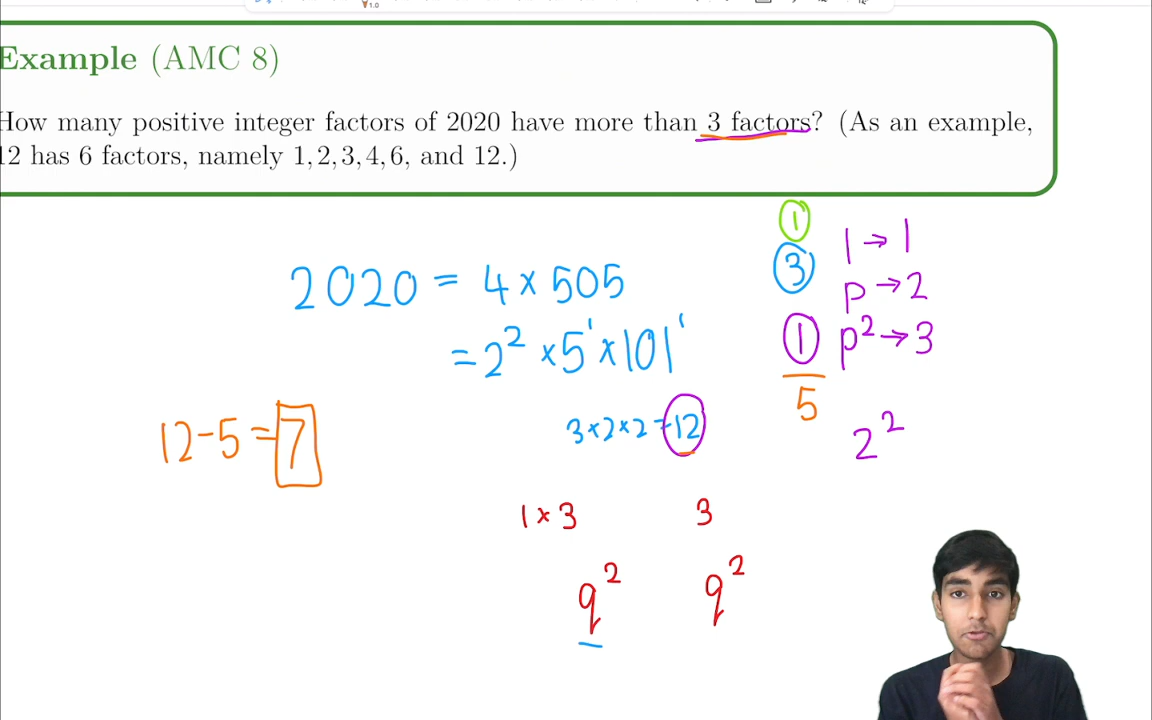 Example (AMC 8)
How many positive integer factors of 2020 have more than 3 factors? (As an example,
12 has 6 factors, namely 1, 2, 3, 4, 6, and 12.)
2020 = 4 × 505
= 2² × 5¹ × 101¹
3 × 2 × 2 = 12
12 - 5 = 7
① 1 → 1
③ p → 2
① p² → 3
5
2²
1 × 3
3
q²
q²